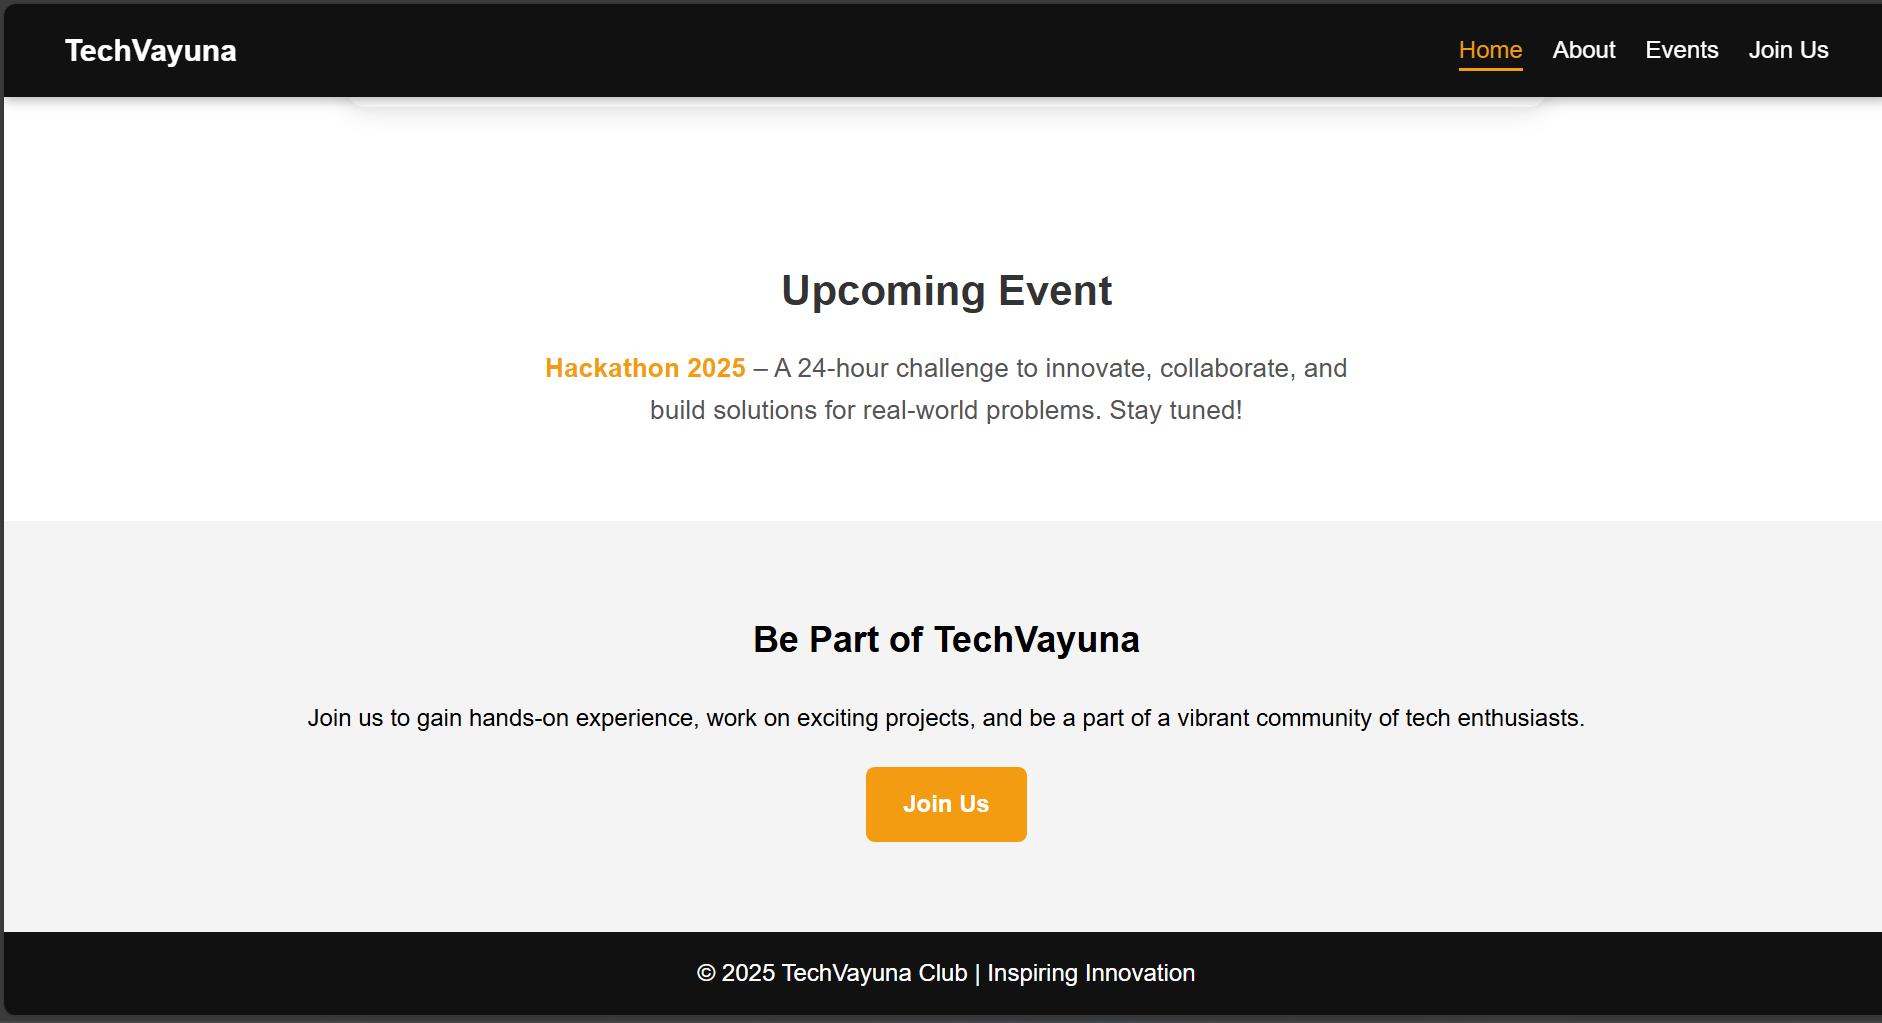 TechVayuna
Home About Events Join Us
Upcoming Event
Hackathon 2025 – A 24-hour challenge to innovate, collaborate, and
build solutions for real-world problems. Stay tuned!
Be Part of TechVayuna
Join us to gain hands-on experience, work on exciting projects, and be a part of a vibrant community of tech enthusiasts.
Join Us
© 2025 TechVayuna Club | Inspiring Innovation